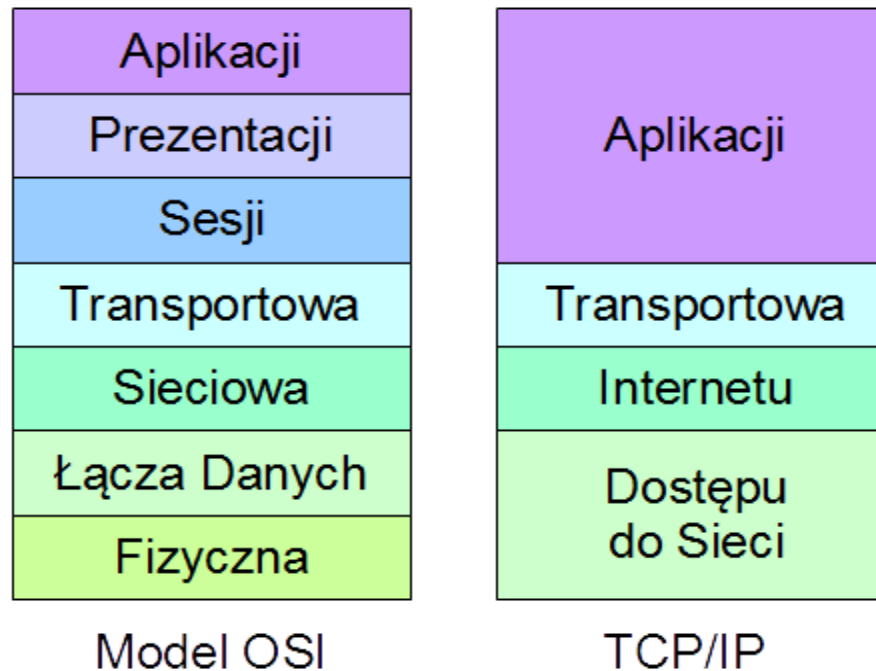 Aplikacji
Prezentacji
Sesji
Transportowa
Sieciowa
Łącza Danych
Fizyczna
Model OSI
Aplikacji
Transportowa
Internetu
Dostępu
do Sieci
TCP/IP